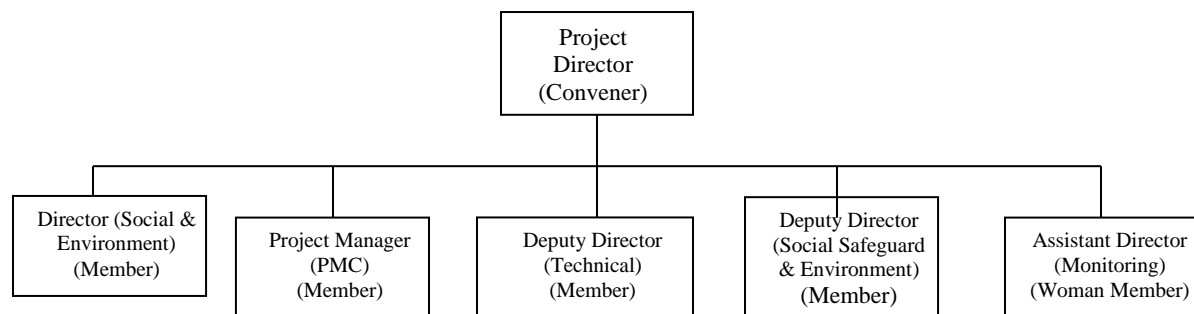 Project
Director
(Convener)
Director (Social &
Environment)
(Member)
Project Manager
(PMC)
(Member)
Deputy Director
(Technical)
(Member)
Deputy Director
(Social Safeguard
& Environment)
(Member)
Assistant Director
(Monitoring)
(Woman Member)